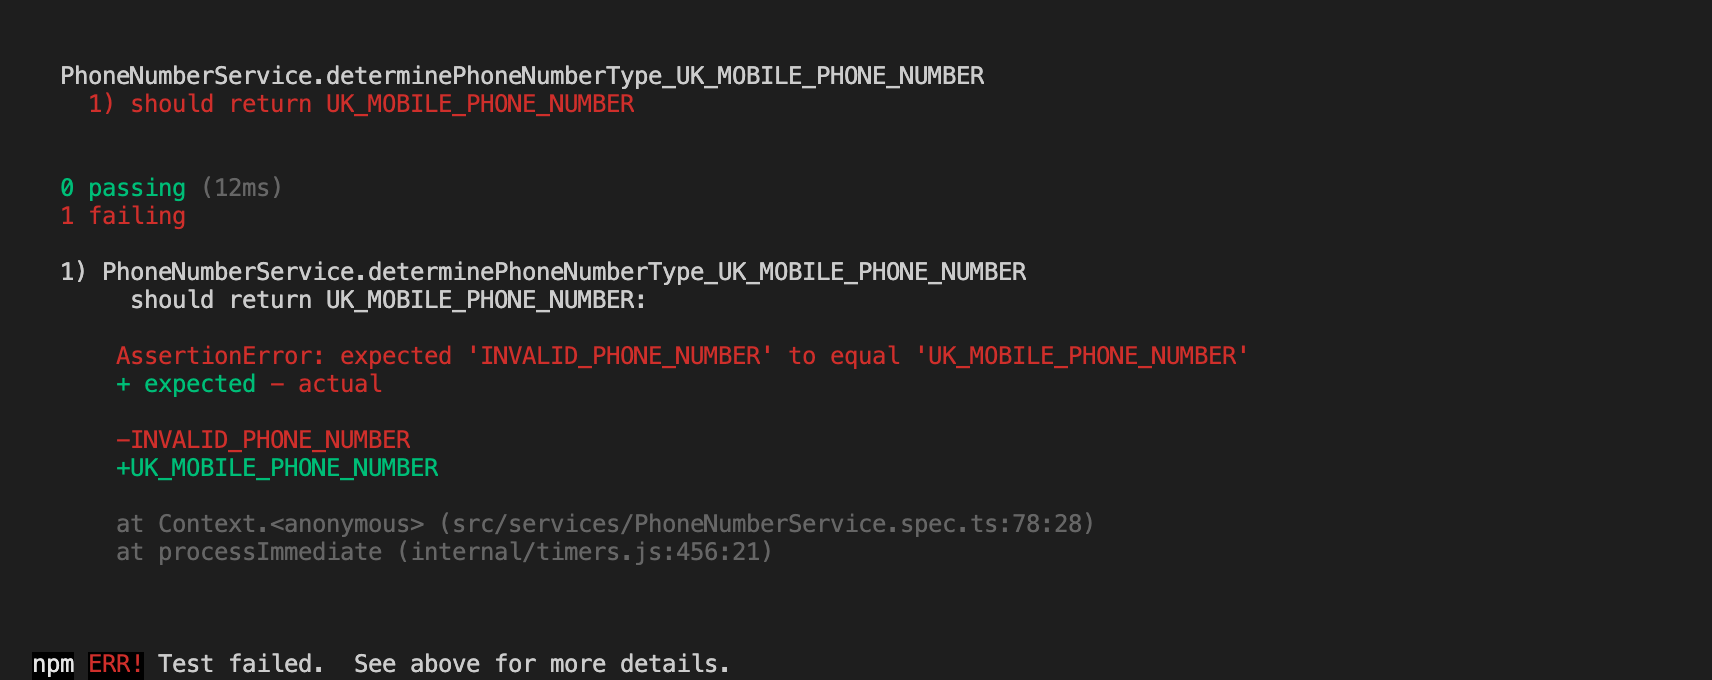 PhoneNumberService.determinePhoneNumberType_UK_MOBILE_PHONE_NUMBER
1) should return UK_MOBILE_PHONE_NUMBER
0 passing (12ms)
1 failing
1) PhoneNumberService.determinePhoneNumberType_UK_MOBILE_PHONE_NUMBER
should return UK_MOBILE_PHONE_NUMBER:
AssertionError: expected 'INVALID_PHONE_NUMBER' to equal 'UK_MOBILE_PHONE_NUMBER'
+ expected - actual
-INVALID_PHONE_NUMBER
+UK_MOBILE_PHONE_NUMBER
at Context.<anonymous> (src/services/PhoneNumberService.spec.ts:78:28)
at processImmediate (internal/timers.js:456:21)
npm ERR! Test failed.  See above for more details.